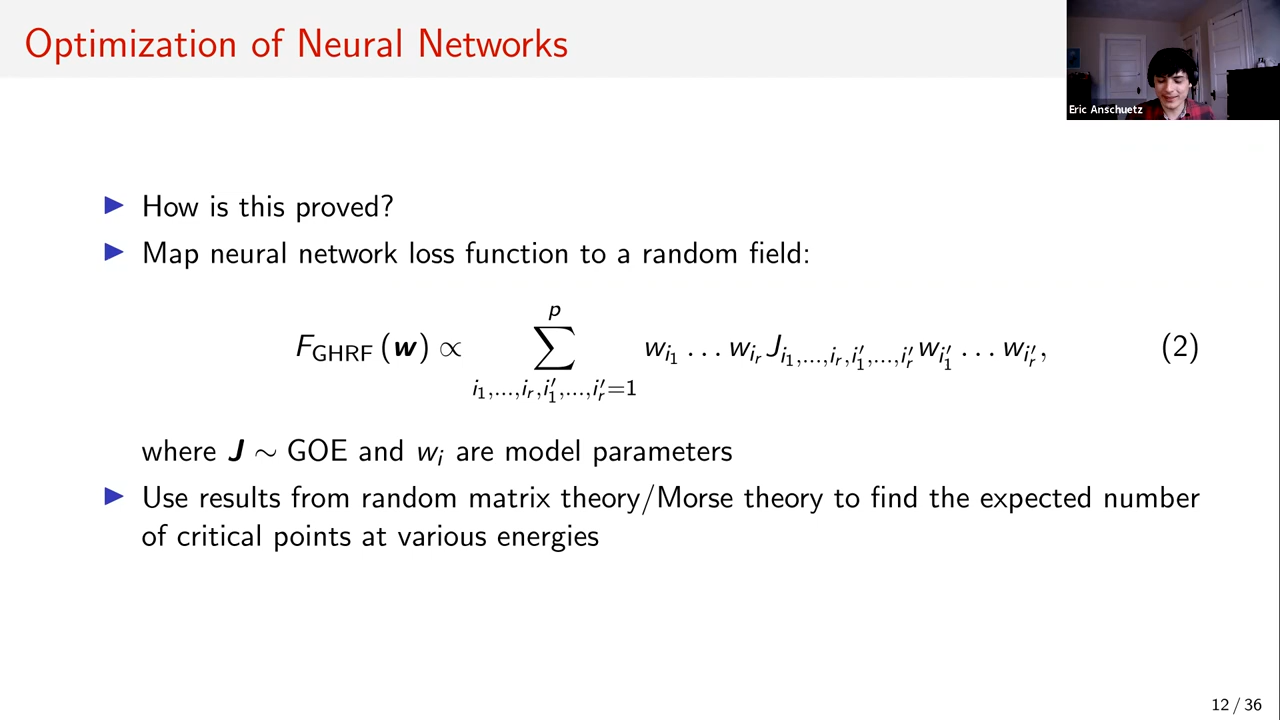 Optimization of Neural Networks
Eric Anschuetz
▶ How is this proved?
▶ Map neural network loss function to a random field:
F_GHRF (w) ∝ ∑_{i_1,...,i_r,i′_1,...,i′_r=1}^{p} w_{i_1} ... w_{i_r} J_{i_1,...,i_r,i′_1,...,i′_r} w_{i′_1} ... w_{i′_r}, (2)
where J ∼ GOE and w_i are model parameters
▶ Use results from random matrix theory/Morse theory to find the expected number
of critical points at various energies
12 / 36